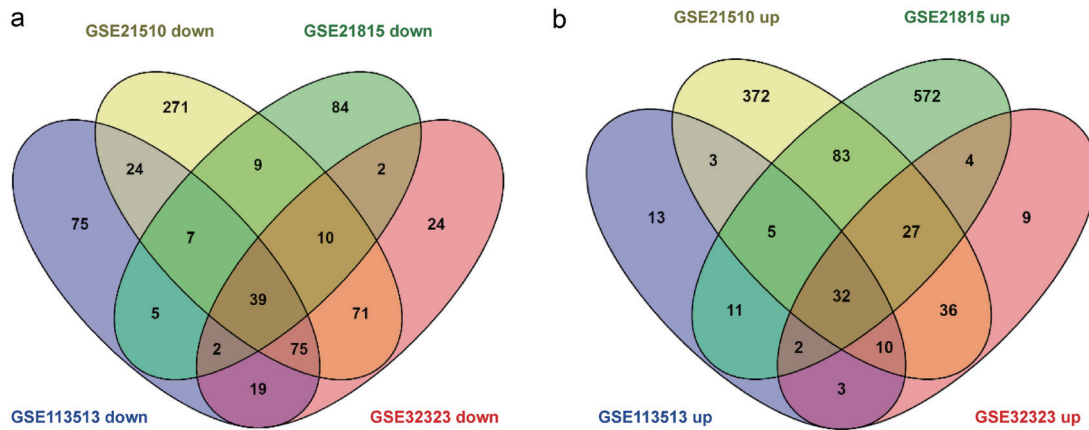 a
GSE21510 down GSE21815 down
271 84
24 9 2
75 7 10 24
39
5 71
2 75
19
GSE113513 down GSE32323 down
b
GSE21510 up GSE21815 up
372 572
3 83 4
13 5 27 9
32
11 36
2 10
3
GSE113513 up GSE32323 up